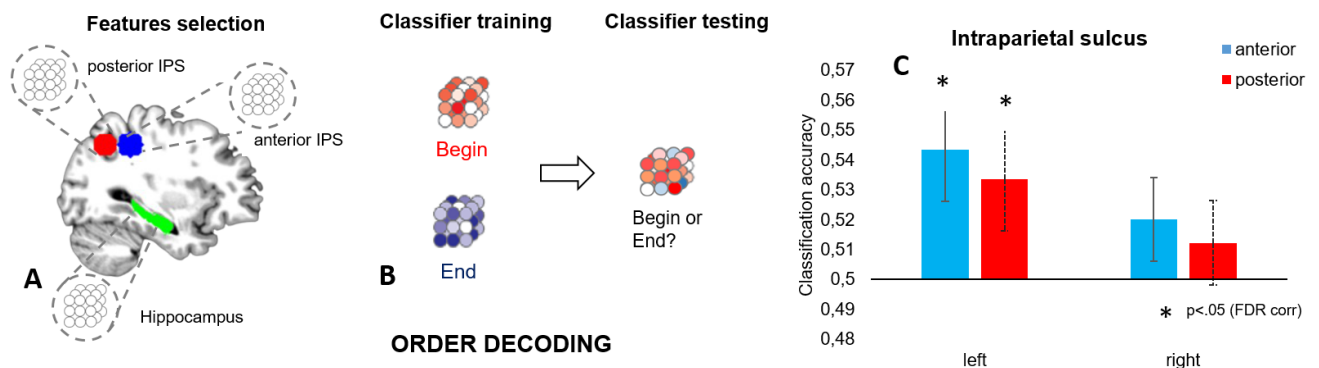 Features selection
posterior IPS
anterior IPS
A
Hippocampus
Classifier training
Classifier testing
Begin
End
Begin or
End?
B
ORDER DECODING
Intraparietal sulcus
C
anterior
posterior
Classification accuracy
0,57
0,56
0,55
0,54
0,53
0,52
0,51
0,5
0,49
0,48
*
*
* p<.05 (FDR corr)
left
right